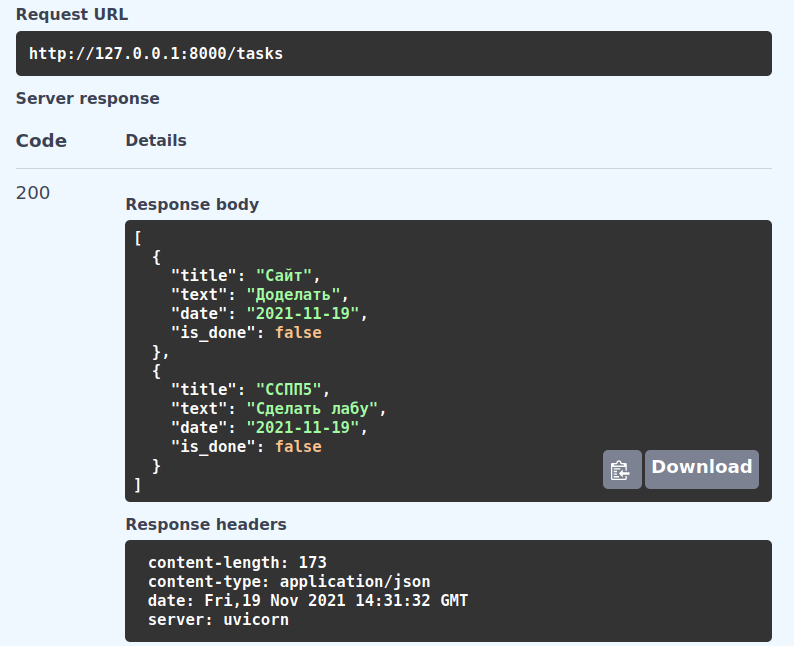 Request URL
http://127.0.0.1:8000/tasks
Server response
Code Details
200
Response body
[
{
"title": "Сайт",
"text": "Доделать",
"date": "2021-11-19",
"is_done": false
},
{
"title": "ССПП5",
"text": "Сделать лабу",
"date": "2021-11-19",
"is_done": false
}
]
Download
Response headers
content-length: 173
content-type: application/json
date: Fri,19 Nov 2021 14:31:32 GMT
server: uvicorn